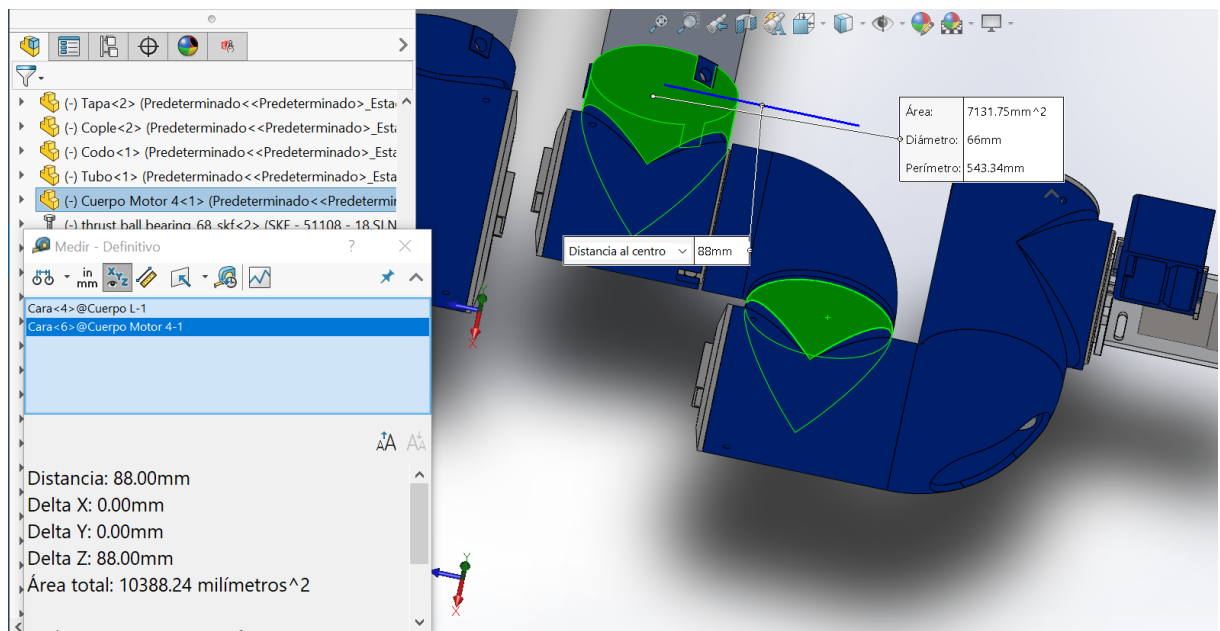 (-) Tapa<2> (Predeterminado<<Predeterminado>_Esta
(-) Cople<2> (Predeterminado<<Predeterminado>_Esta
(-) Codo<1> (Predeterminado<<Predeterminado>_Esta
(-) Tubo<1> (Predeterminado<<Predeterminado>_Esta
(-) Cuerpo Motor 4<1> (Predeterminado<<Predetermi
(-) thrust ball bearing_68_skf<2> (SKF - 51108 - 18,SI,N
Medir - Definitivo
?
in
mm
XYZ
Cara<4>@Cuerpo L-1
Cara<6>@Cuerpo Motor 4-1
AA
AA
Distancia: 88.00mm
Delta X: 0.00mm
Delta Y: 0.00mm
Delta Z: 88.00mm
Área total: 10388.24 milímetros^2
Área: 7131.75mm^2
Diámetro: 66mm
Perímetro: 543.34mm
Distancia al centro 88mm
X
Y
X